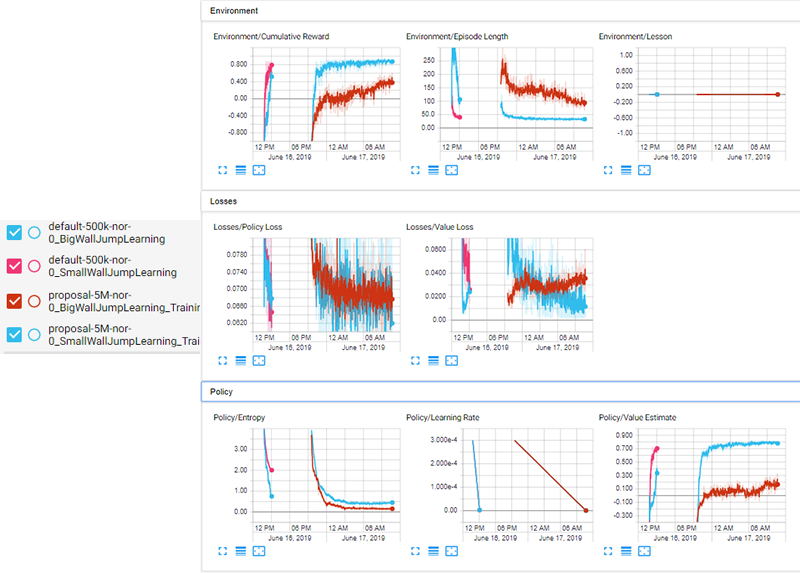 default-500k-nor-
0_BigWallJumpLearning
default-500k-nor-
0_SmallWallJumpLearning
proposal-5M-nor-
0_BigWallJumpLearning_Trainin
proposal-5M-nor-
0_SmallWallJumpLearning_Trai
Environment
Environment/Cumulative Reward
0.800
0.400
0.00
-0.400
-0.800
12 PM 06 PM 12 AM 06 AM
June 16, 2019 June 17, 2019
Environment/Episode Length
250
200
150
100
50.00
0.00
12 PM 06 PM 12 AM 06 AM
June 16, 2019 June 17, 2019
Environment/Lesson
1.00
0.600
0.200
-0.200
-0.600
-1.00
12 PM 06 PM 12 AM 06 AM
June 16, 2019 June 17, 2019
Losses
Losses/Policy Loss
0.0780
0.0740
0.0700
0.0660
0.0620
12 PM 06 PM 12 AM 06 AM
June 16, 2019 June 17, 2019
Losses/Value Loss
0.0600
0.0400
0.0200
0.00
12 PM 06 PM 12 AM 06 AM
June 16, 2019 June 17, 2019
Policy
Policy/Entropy
3.00
2.00
1.00
0.00
12 PM 06 PM 12 AM 06 AM
June 16, 2019 June 17, 2019
Policy/Learning Rate
3.000e-4
2.000e-4
1.000e-4
0.00
12 PM 06 PM 12 AM 06 AM
June 16, 2019 June 17, 2019
Policy/Value Estimate
0.900
0.700
0.500
0.300
0.100
-0.100
-0.300
12 PM 06 PM 12 AM 06 AM
June 16, 2019 June 17, 2019